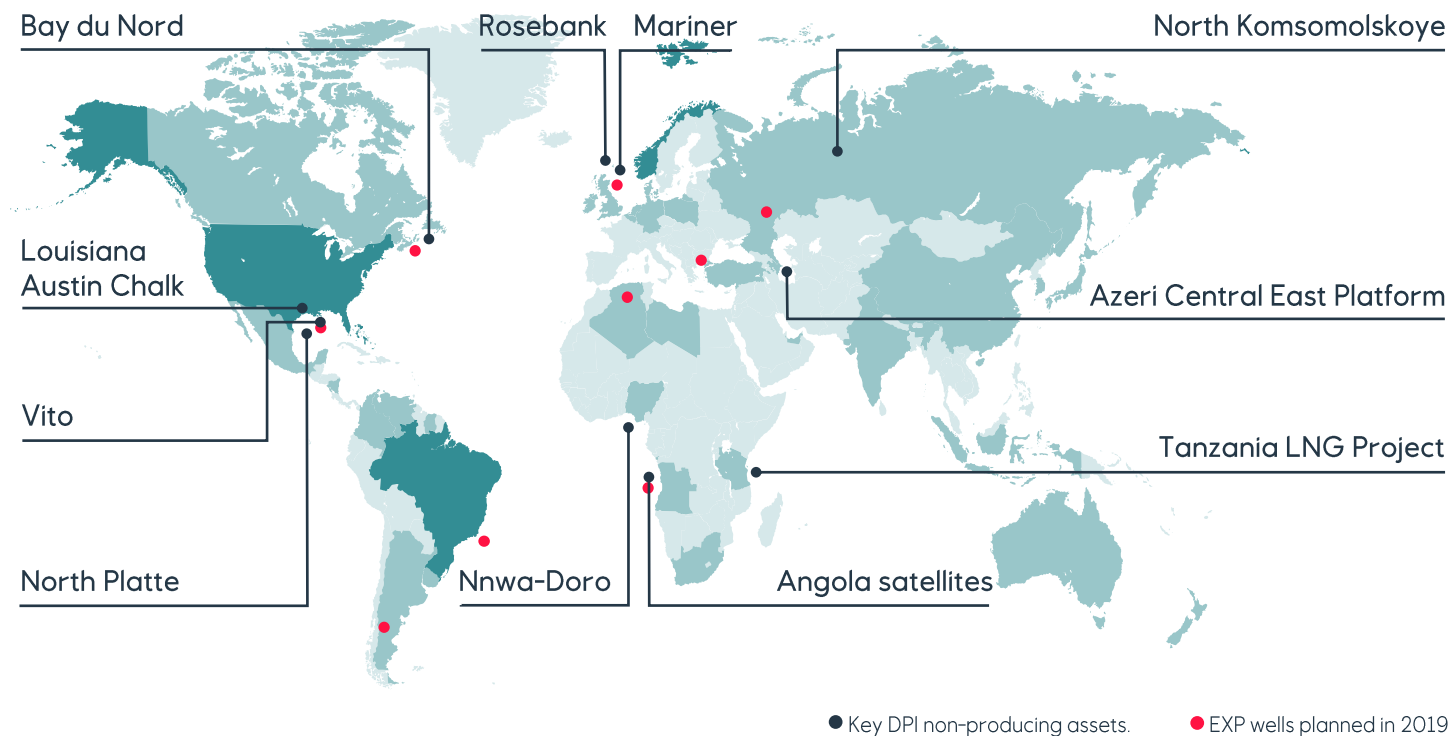 Bay du Nord
Rosebank
Mariner
North Komsomolskoye
Louisiana
Austin Chalk
Azeri Central East Platform
Vito
Tanzania LNG Project
North Platte
Nnwa-Doro
Angola satellites
Key DPI non-producing assets.
EXP wells planned in 2019